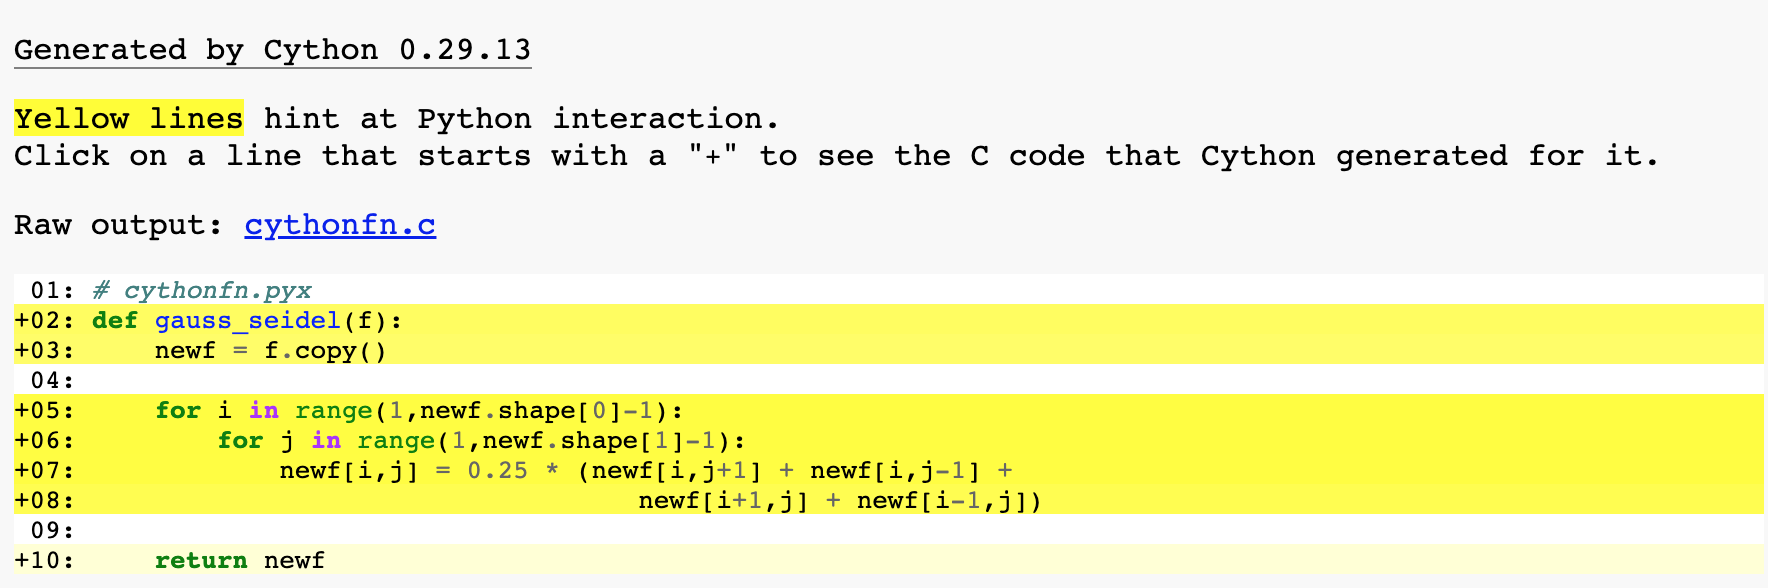 Generated by Cython 0.29.13
Yellow lines hint at Python interaction.
Click on a line that starts with a "+" to see the C code that Cython generated for it.
Raw output: cythonfn.c
 01: # cythonfn.pyx
+02: def gauss_seidel(f):
+03:     newf = f.copy()
 04:
+05:     for i in range(1,newf.shape[0]-1):
+06:         for j in range(1,newf.shape[1]-1):
+07:             newf[i,j] = 0.25 * (newf[i,j+1] + newf[i,j-1] +
+08:                                    newf[i+1,j] + newf[i-1,j])
 09:
+10:     return newf